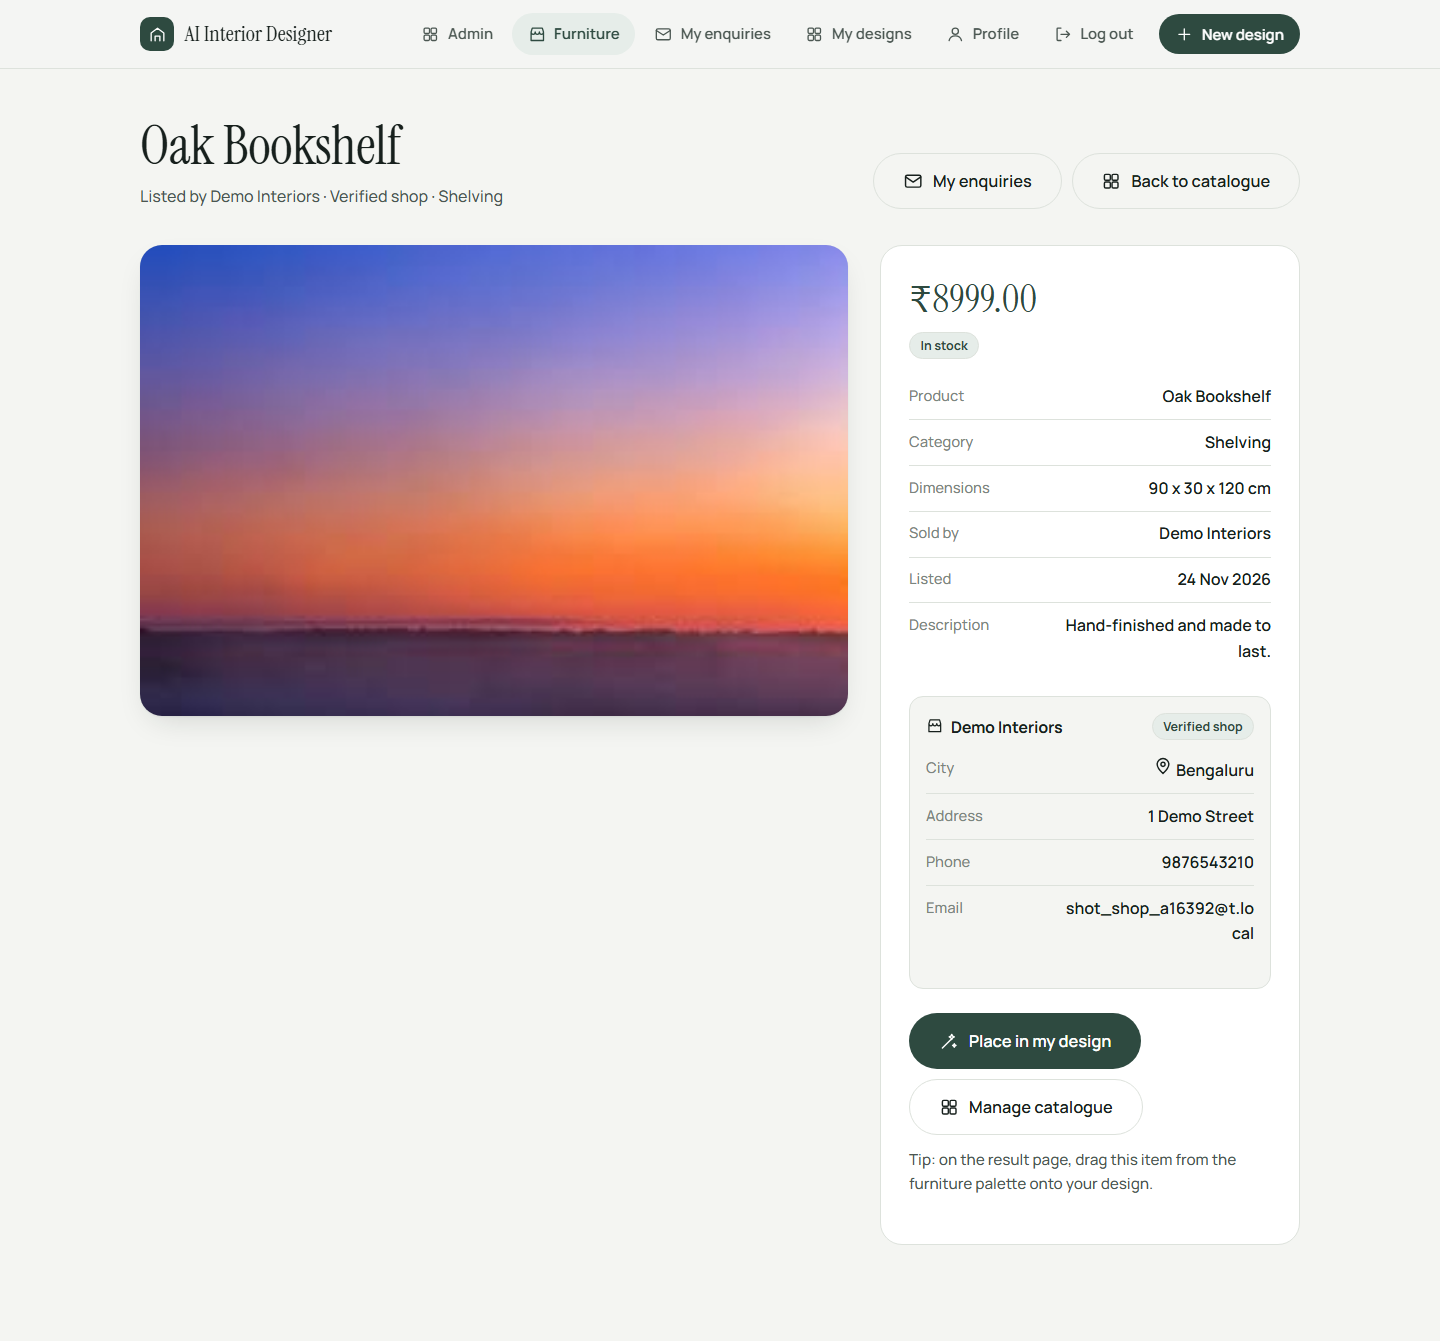 AI Interior Designer
Admin
Furniture
My enquiries
My designs
Profile
Log out
New design
Oak Bookshelf
Listed by Demo Interiors · Verified shop · Shelving
My enquiries
Back to catalogue
₹8999.00
In stock
Product Oak Bookshelf
Category Shelving
Dimensions 90 x 30 x 120 cm
Sold by Demo Interiors
Listed 24 Nov 2026
Description Hand-finished and made to
last.
Demo Interiors Verified shop
City Bengaluru
Address 1 Demo Street
Phone 9876543210
Email shot_shop_a16392@t.lo
cal
Place in my design
Manage catalogue
Tip: on the result page, drag this item from the
furniture palette onto your design.